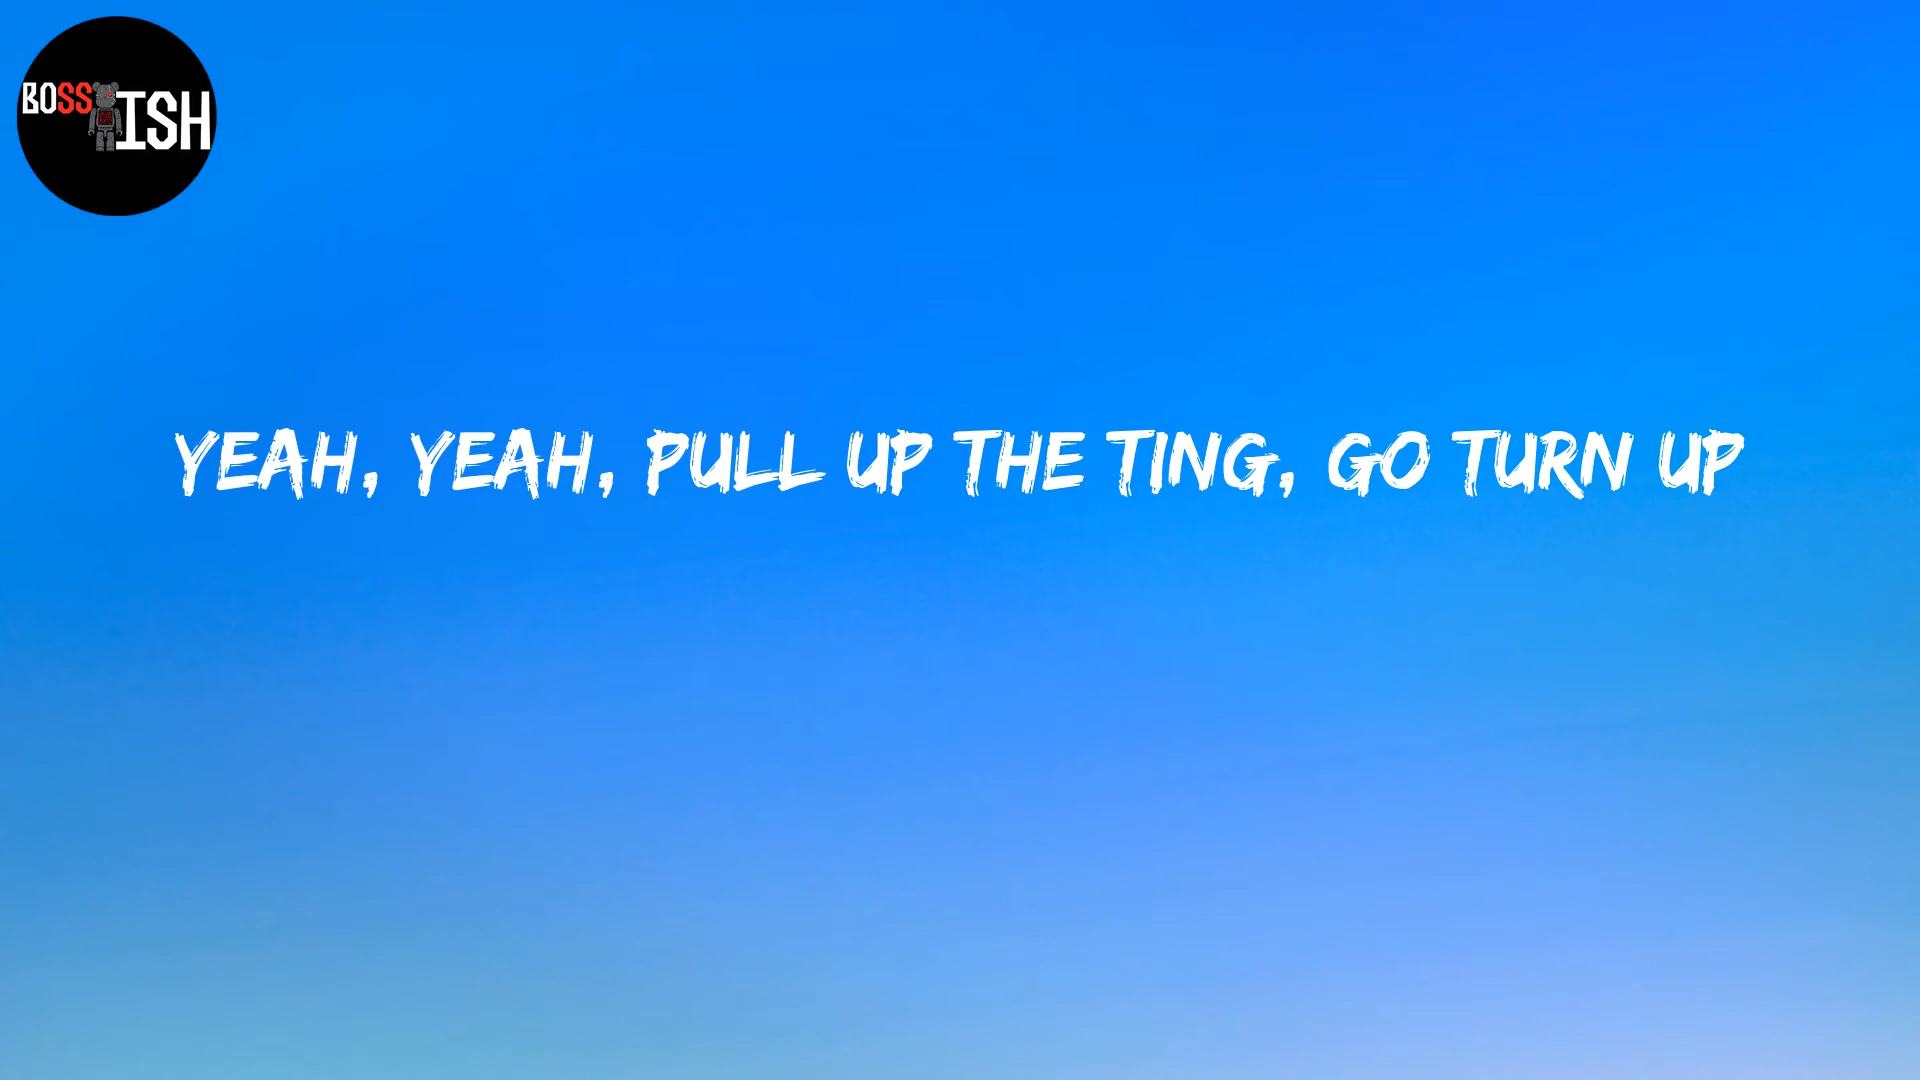 BOSS ISH
YEAH, YEAH, PULL UP THE TING, GO TURN UP